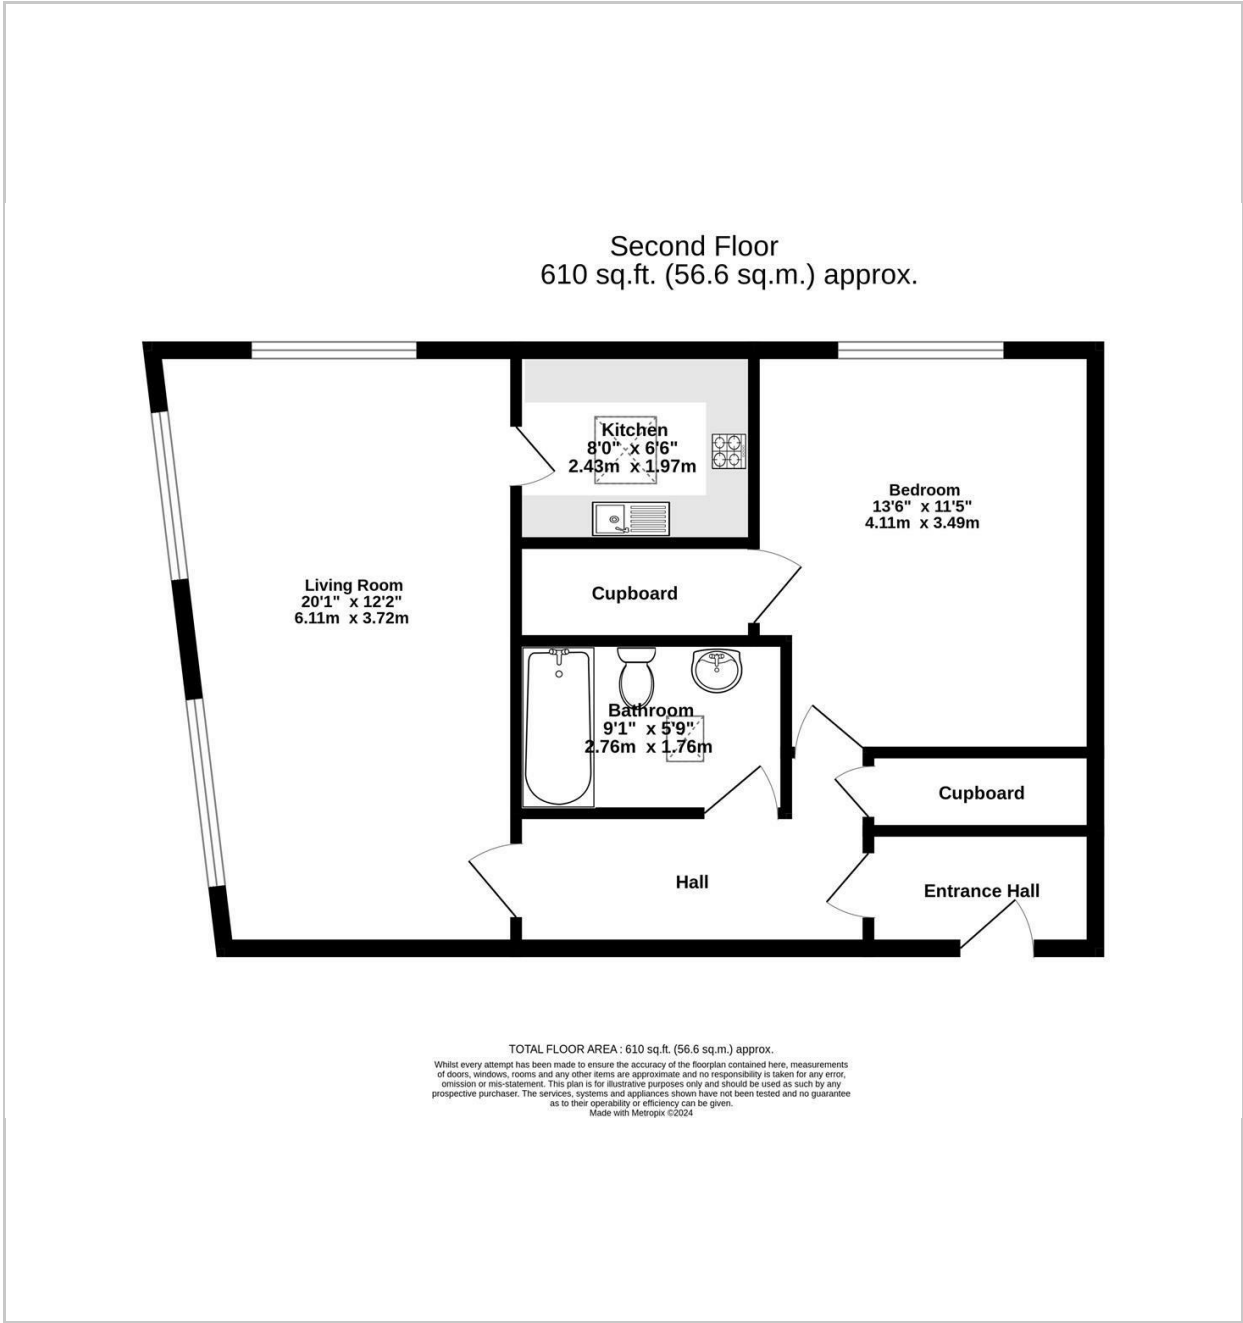 Second Floor
610 sq.ft. (56.6 sq.m.) approx.
Kitchen
8'0" x 6'6"
2.43m x 1.97m
Bedroom
13'6" x 11'5"
4.11m x 3.49m
Living Room
20'1" x 12'2"
6.11m x 3.72m
Cupboard
Bathroom
9'1" x 5'9"
2.76m x 1.76m
Cupboard
Hall
Entrance Hall
TOTAL FLOOR AREA : 610 sq.ft. (56.6 sq.m.) approx.
Whilst every attempt has been made to ensure the accuracy of the floorplan contained here, measurements
of doors, windows, rooms and any other items are approximate and no responsibility is taken for any error,
omission or mis-statement. This plan is for illustrative purposes only and should be used as such by any
prospective purchaser. The services, systems and appliances shown have not been tested and no guarantee
as to their operability or efficiency can be given.
Made with Metropix ©2024